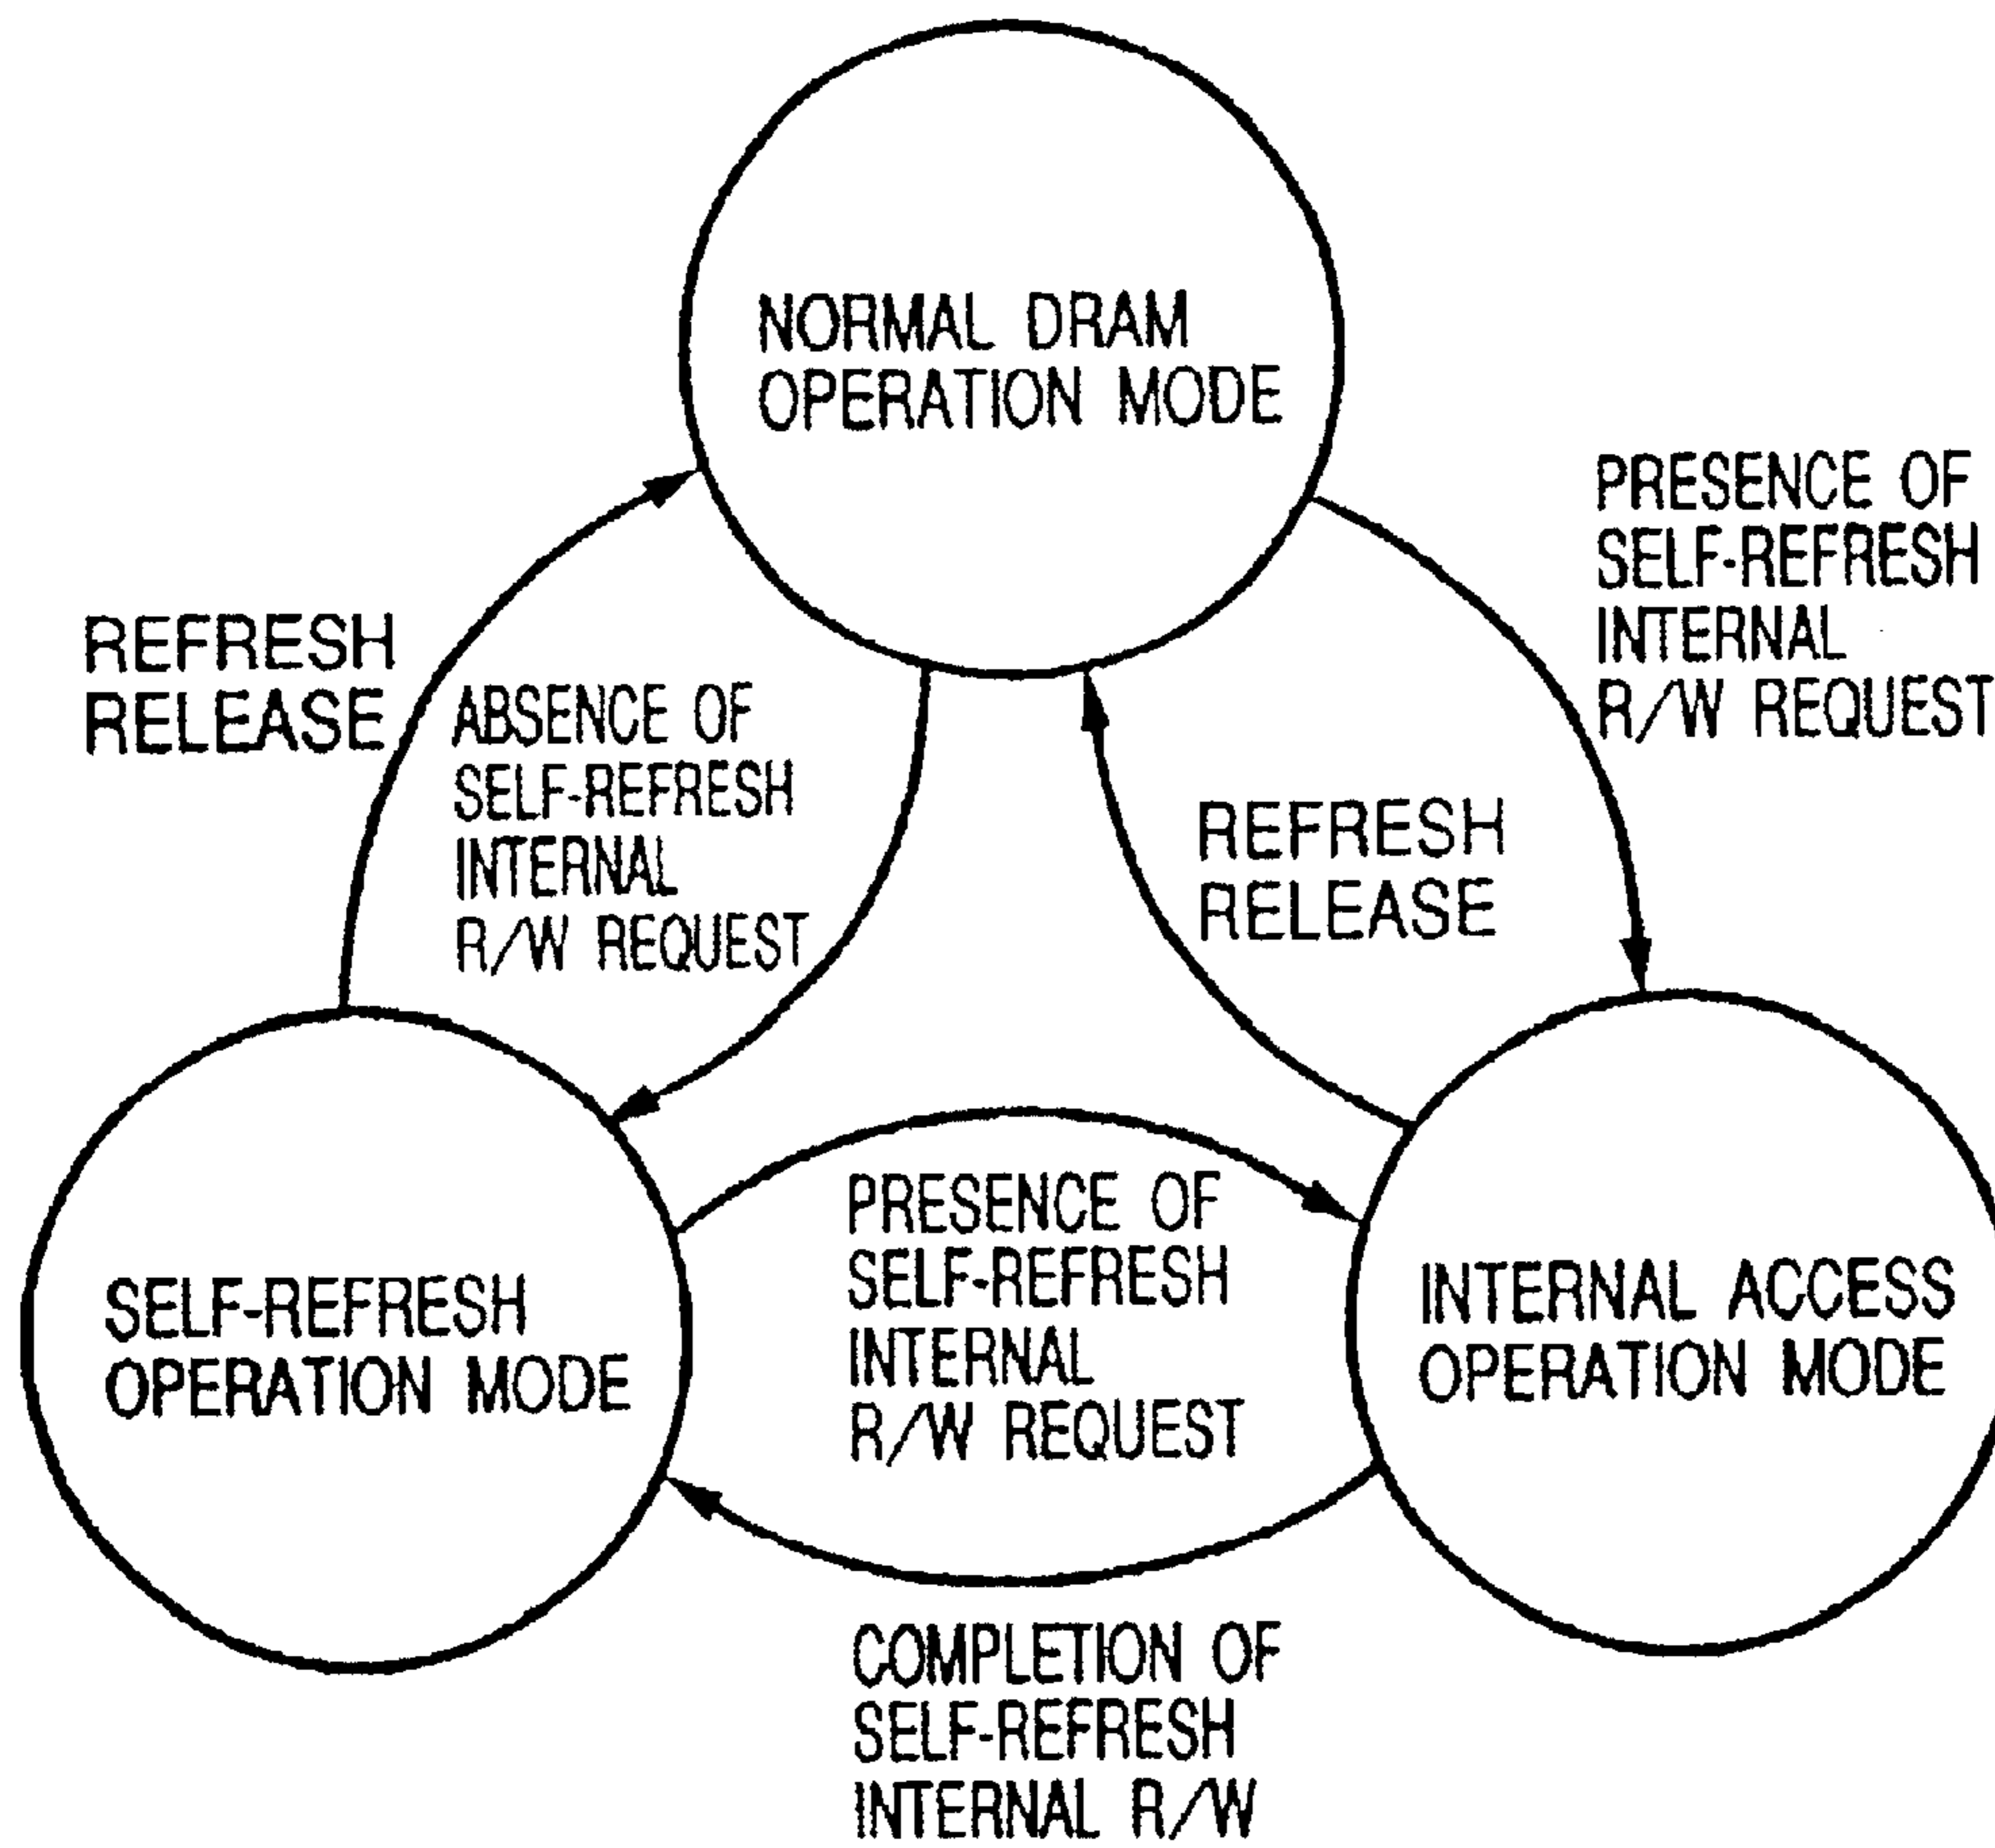 NORMAL DRAM
OPERATION MODE
PRESENCE OF
SELF-REFRESH
INTERNAL
R/W REQUEST
REFRESH
RELEASE
ABSENCE OF
SELF-REFRESH
INTERNAL
R/W REQUEST
REFRESH
RELEASE
SELF-REFRESH
OPERATION MODE
PRESENCE OF
SELF-REFRESH
INTERNAL
R/W REQUEST
INTERNAL ACCESS
OPERATION MODE
COMPLETION OF
SELF-REFRESH
INTERNAL R/W